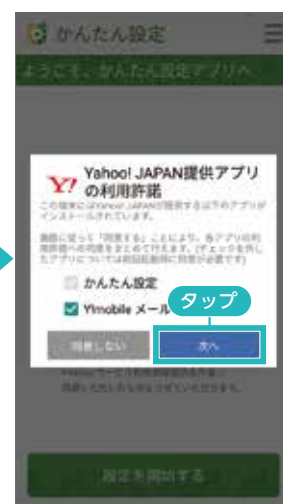 かんたん設定
ようこそ、かんたん設定アプリへ
Y!
Yahoo! JAPAN提供アプリ
の利用許諾
この端末にはYahoo! JAPANが提供する以下のアプリが
インストールされています。
画面に従って「同意する」ことにより、各アプリの利
用許諾への同意をまとめて行えます。(チェックを外し
たアプリについては初回起動時に同意が必要です)
かんたん設定
Y!mobile メール
タップ
同意しない
次へ
設定を開始する